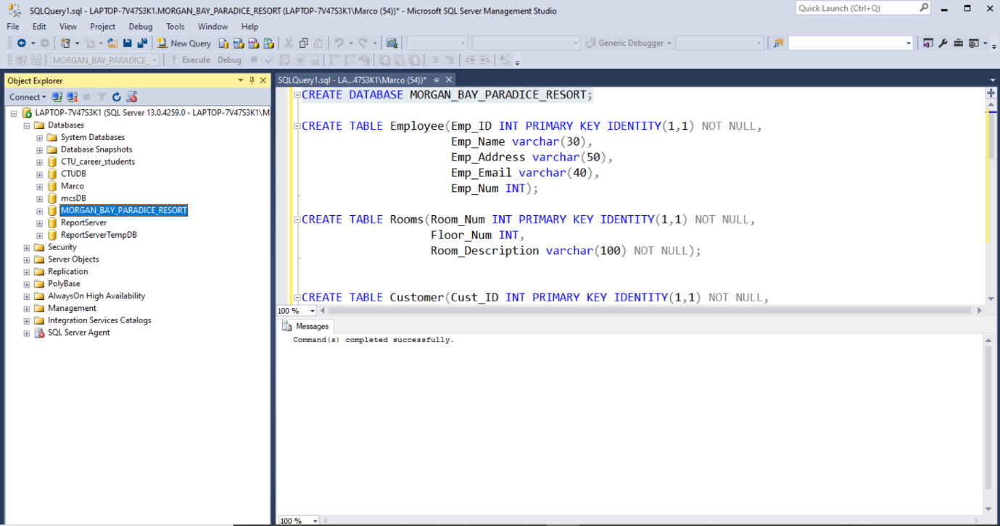 SQLQuery1.sql - LAPTOP-7V47S3K1.MORGAN_BAY_PARADICE_RESORT (LAPTOP-7V47S3K1\Marco (54))* - Microsoft SQL Server Management Studio
Quick Launch (Ctrl+Q)
File Edit View Project Debug Tools Window Help
New Query
Generic Debugger
MORGAN_BAY_PARADICE_
Execute Debug
Object Explorer
Connect
LAPTOP-7V47S3K1 (SQL Server 13.0.4259.0 - LAPTOP-7V47S3K1\M
Databases
System Databases
Database Snapshots
CTU_career_students
CTUDB
Marco
mcsDB
MORGAN_BAY_PARADICE_RESORT
ReportServer
ReportServerTempDB
Security
Server Objects
Replication
PolyBase
AlwaysOn High Availability
Management
Integration Services Catalogs
SQL Server Agent
SQLQuery1.sql - LA...47S3K1\Marco (54))*
CREATE DATABASE MORGAN_BAY_PARADICE_RESORT;
CREATE TABLE Employee(Emp_ID INT PRIMARY KEY IDENTITY(1,1) NOT NULL,
Emp_Name varchar(30),
Emp_Address varchar(50),
Emp_Email varchar(40),
Emp_Num INT);
CREATE TABLE Rooms(Room_Num INT PRIMARY KEY IDENTITY(1,1) NOT NULL,
Floor_Num INT,
Room_Description varchar(100) NOT NULL);
CREATE TABLE Customer(Cust_ID INT PRIMARY KEY IDENTITY(1,1) NOT NULL,
100 %
Messages
Command(s) completed successfully.
100 %